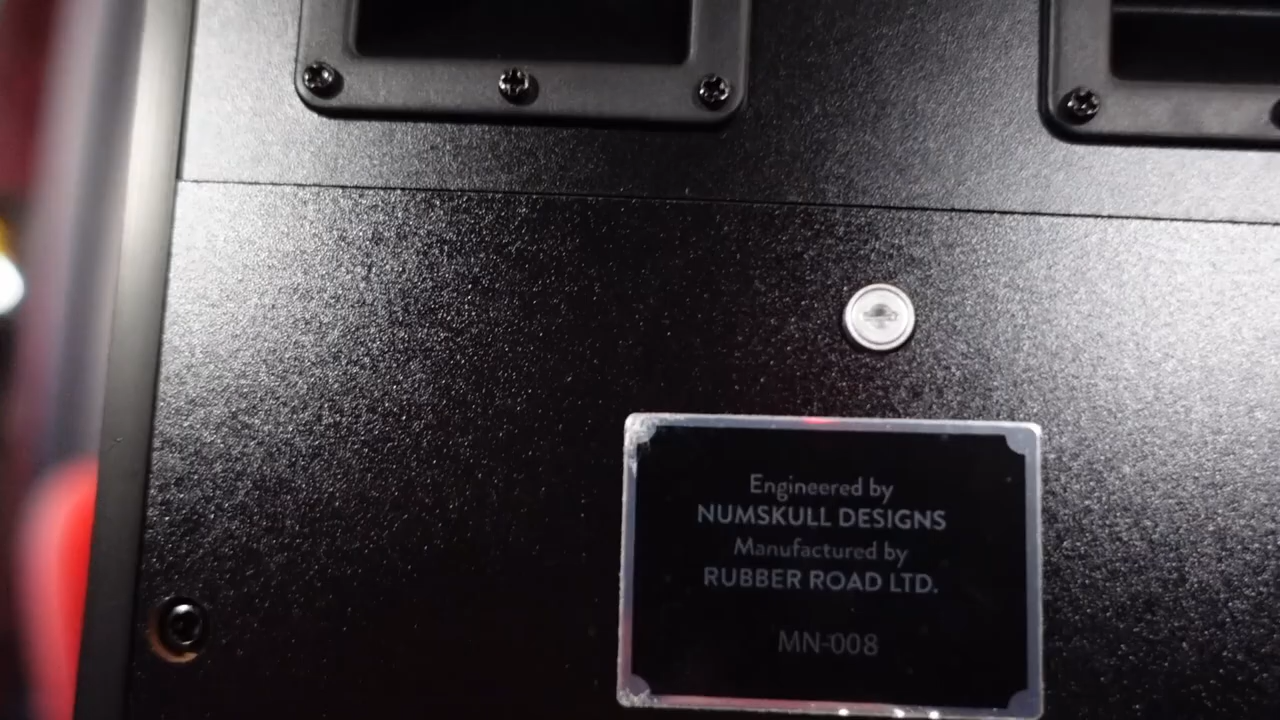 Engineered by
NUMSKULL DESIGNS
Manufactured by
RUBBER ROAD LTD.
MN-008